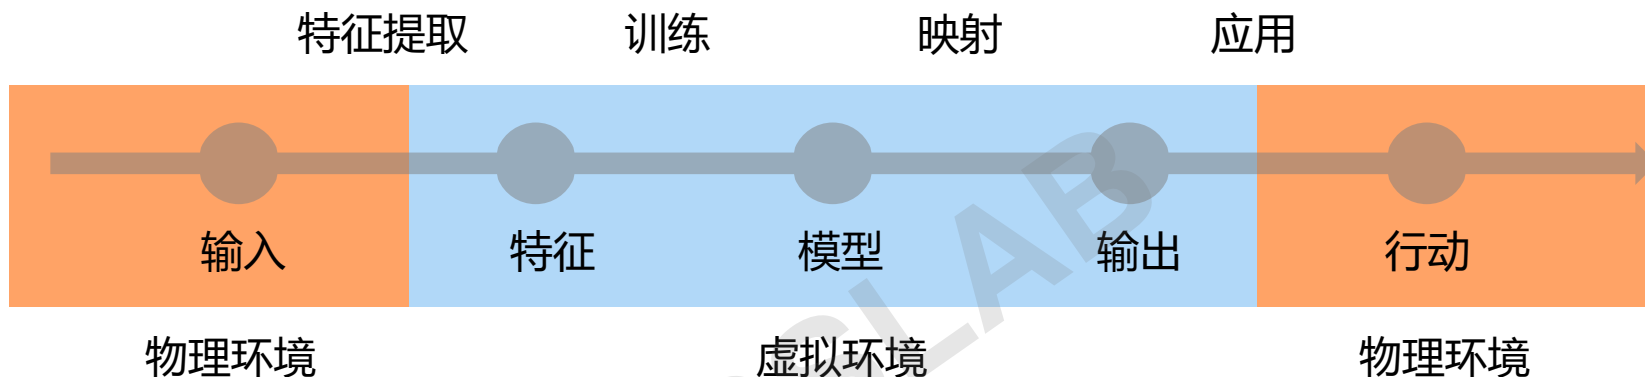 特征提取 训练 映射 应用
输入 特征 模型 输出 行动
物理环境 虚拟环境 物理环境
SLAB